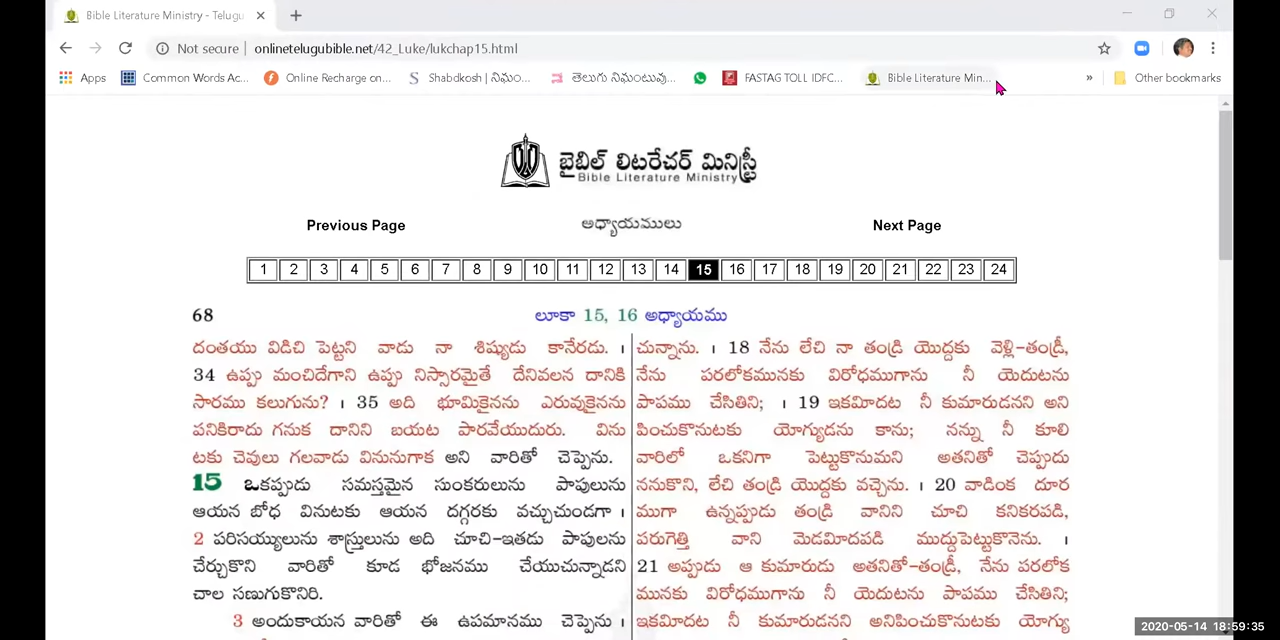 Bible Literature Ministry - Telugu
Not secure | onlinetelugubible.net/42_Luke/lukchap15.html
Apps Common Words Ac... Online Recharge on... Shabdkosh | నిఘం... తెలుగు నిఘంటువు... FASTAG TOLL IDFC... Bible Literature Min... » Other bookmarks
బైబిల్ లిటరేచర్ మినిస్ట్రీ
Bible Literature Ministry
Previous Page అధ్యాయములు Next Page
1 2 3 4 5 6 7 8 9 10 11 12 13 14 15 16 17 18 19 20 21 22 23 24
68 లూకా 15, 16 అధ్యాయము
దంతయు విడిచి పెట్టని వాడు నా శిష్యుడు కానేరడు. ।
34 ఉప్పు మంచిదేగాని ఉప్పు నిస్సారమైతే దేనివలన దానికి
సారము కలుగును? । 35 అది భూమికైనను ఎరువుకైనను
పనికిరాదు గనుక దానిని బయట పారవేయుదురు. విను
టకు చెవులు గలవాడు వినునుగాక అని వారితో చెప్పెను.
15 ఒకప్పుడు సమస్తమైన సుంకరులును పాపులును
ఆయన బోధ వినుటకు ఆయన దగ్గరకు వచ్చుచుండగా ।
2 పరిసయ్యులును శాస్త్రులును అది చూచి-ఇతడు పాపులను
చేర్చుకొని వారితో కూడ భోజనము చేయుచున్నాడని
చాల సణుగుకొనిరి.
3 అందుకాయన వారితో ఈ ఉపమానము చెప్పెను ।
చున్నాను. । 18 నేను లేచి నా తండ్రి యొద్దకు వెళ్లి-తండ్రీ,
నేను పరలోకమునకు విరోధముగాను నీ యెదుటను
పాపము చేసితిని; । 19 ఇకమీదట నీ కుమారుడనని అని
పించుకొనుటకు యోగ్యుడను కాను; నన్ను నీ కూలి
వారిలో ఒకనిగా పెట్టుకొనుమని అతనితో చెప్పుదు
ననుకొని, లేచి తండ్రి యొద్దకు వచ్చెను. । 20 వాడింక దూర
ముగా ఉన్నప్పుడు తండ్రి వానిని చూచి కనికరపడి,
పరుగెత్తి వాని మెడమీదపడి ముద్దుపెట్టుకొనెను. ।
21 అప్పుడు ఆ కుమారుడు అతనితో-తండ్రీ, నేను పరలోక
మునకు విరోధముగాను నీ యెదుటను పాపము చేసితిని;
ఇకమీదట నీ కుమారుడనని అనిపించుకొనుటకు యోగ్యు
2020-05-14 18:59:35